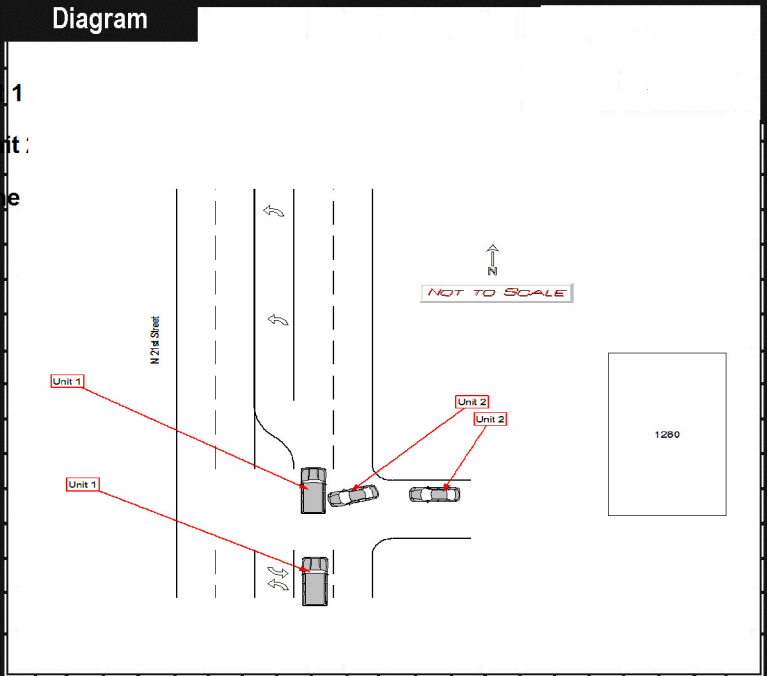 Diagram
1
N
NOT TO SCALE
N 21st Street
Unit 1
Unit 2
Unit 2
1280
Unit 1